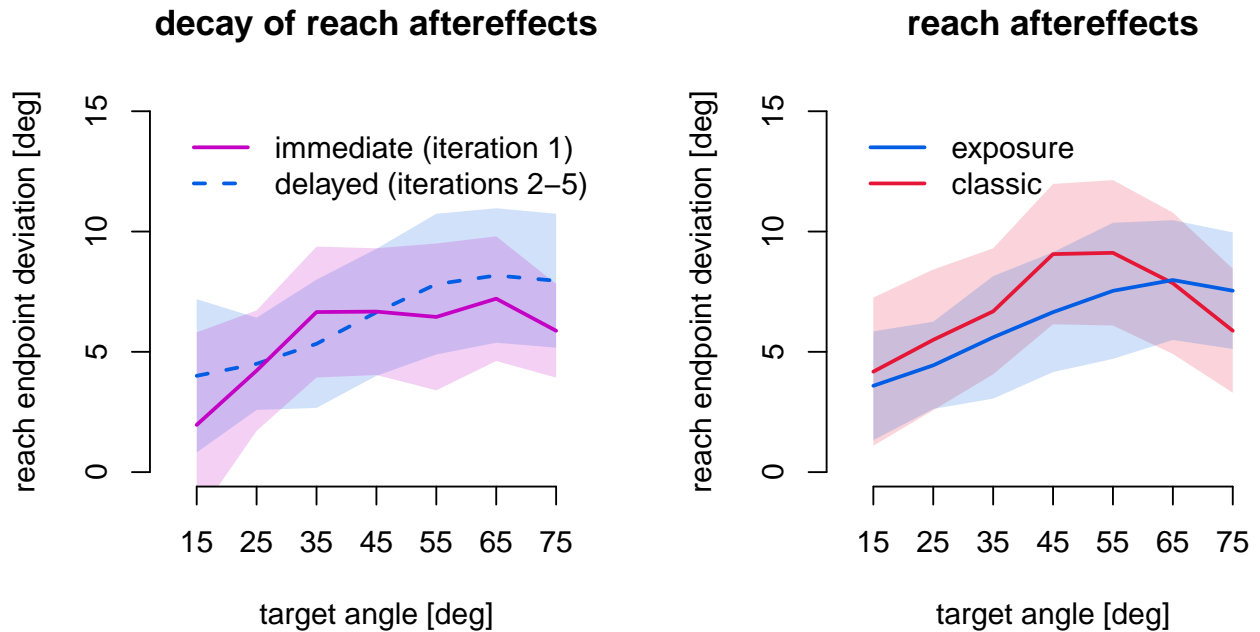 decay of reach aftereffects
reach endpoint deviation [deg]
15
10
5
0
immediate (iteration 1)
delayed (iterations 2−5)
15 25 35 45 55 65 75
target angle [deg]
reach aftereffects
reach endpoint deviation [deg]
15
10
5
0
exposure
classic
15 25 35 45 55 65 75
target angle [deg]